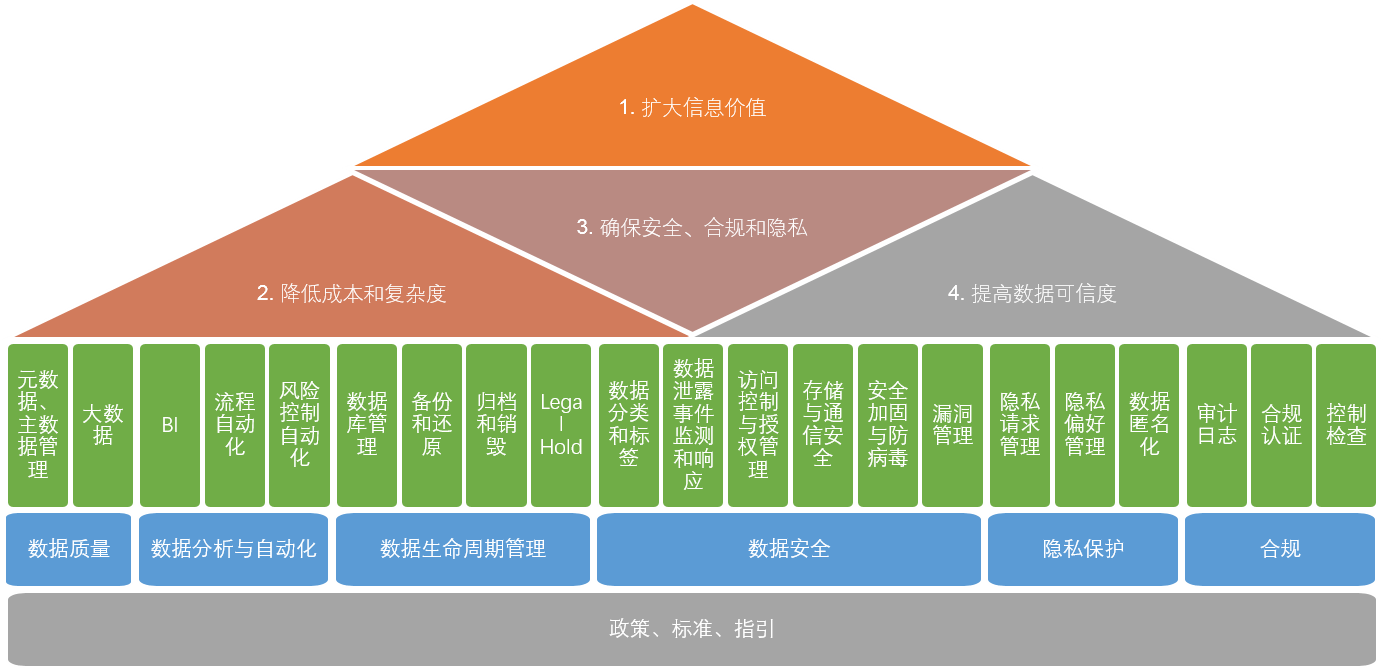 1. 扩大信息价值
3. 确保安全、合规和隐私
2. 降低成本和复杂度
4. 提高数据可信度
元数
据、
主数
据管
理
大数
据
BI
流程
自动
化
风险
控制
自动
化
数据
库管
理
备份
和还
原
归档
和销
毁
Lega
l
Hold
数据
分类
和标
签
数据
泄露
事件
监测
和响
应
访问
控制
与授
权管
理
存储
与通
信安
全
安全
加固
与防
病毒
漏洞
管理
隐私
请求
管理
隐私
偏好
管理
数据
匿名
化
审计
日志
合规
认证
控制
检查
数据质量
数据分析与自动化
数据生命周期管理
数据安全
隐私保护
合规
政策、标准、指引